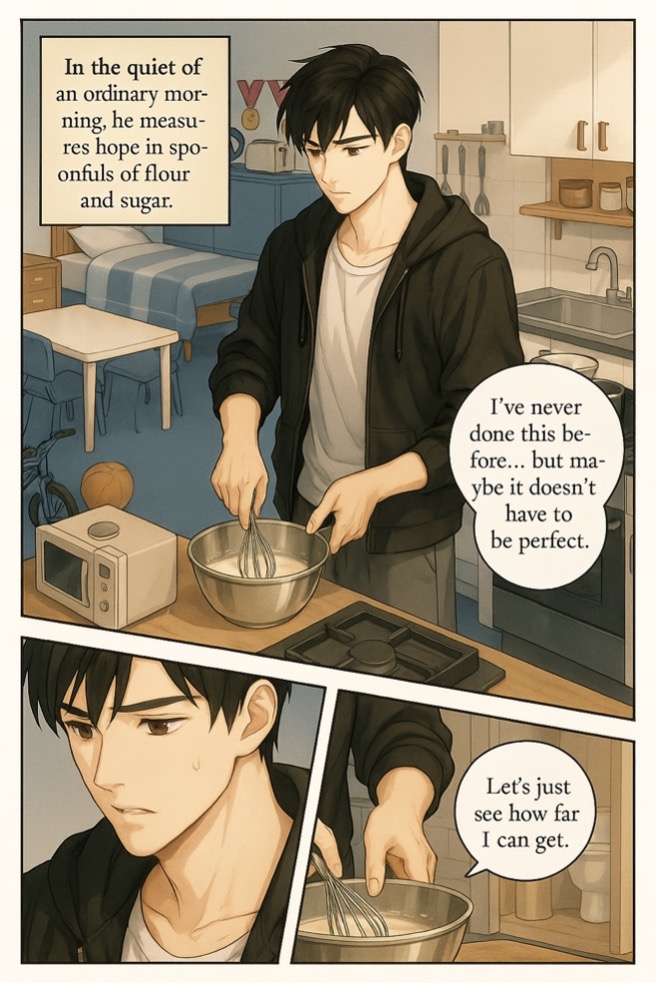 In the quiet of
an ordinary mor-
ning, he measu-
res hope in spo-
onfuls of flour
and sugar.
I've never
done this be-
fore... but ma-
ybe it doesn't
have to
be perfect.
Let's just
see how far
I can get.